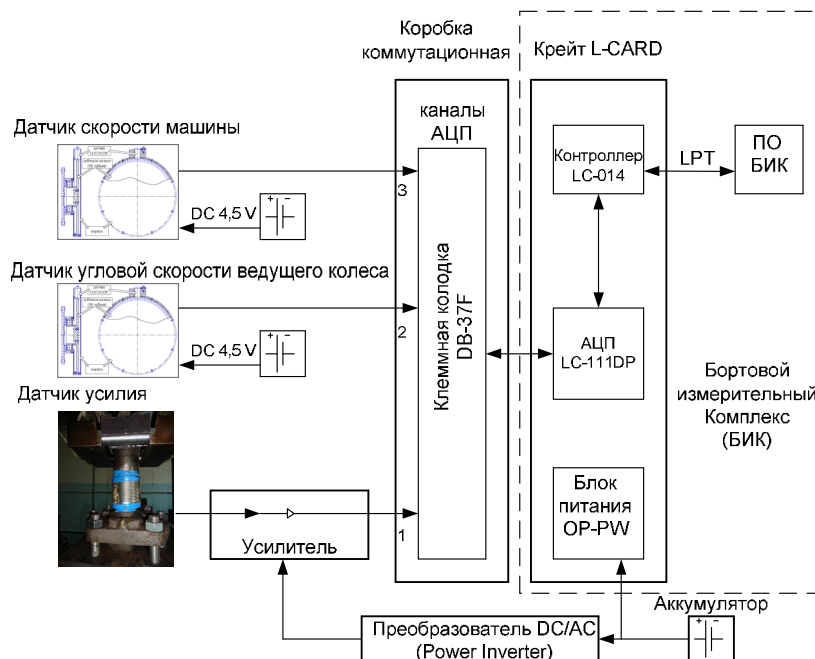 Коробка
коммутационная
Крейт L-CARD
Датчик скорости машины
каналы
АЦП
3
DC 4,5 V
+ -
Контроллер
LC-014
LPT
ПО
БИК
Датчик угловой скорости ведущего колеса
2
DC 4,5 V
+ -
Клеммная колодка
DB-37F
АЦП
LC-111DP
Бортовой
измерительный
Комплекс
(БИК)
Датчик усилия
Усилитель
1
Блок
питания
OP-PW
Аккумулятор
+ -
Преобразователь DC/AC
(Power Inverter)